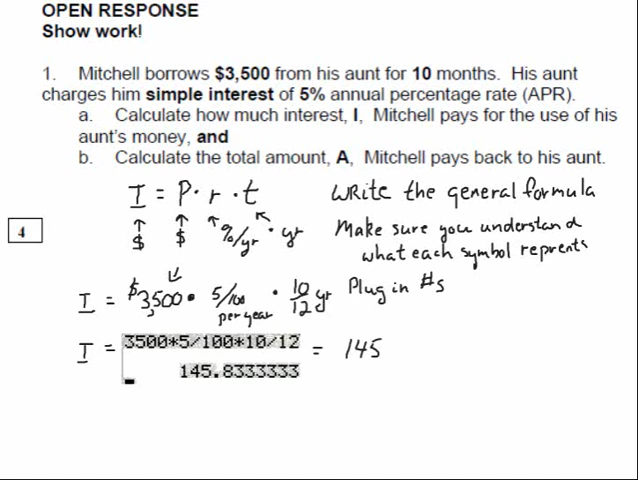 OPEN RESPONSE
Show work!
1. Mitchell borrows $3,500 from his aunt for 10 months. His aunt
charges him simple interest of 5% annual percentage rate (APR).
a. Calculate how much interest, I, Mitchell pays for the use of his
aunt's money, and
b. Calculate the total amount, A, Mitchell pays back to his aunt.
I = P · r · t Write the general formula
4
↑ ↑ ↑ ↑
$ $ %/yr · yr Make sure you understand
what each symbol reprents
I = $3,500 · 5/100 per year · 10/12 yr Plug in #s
I = 3500*5/100*10/12 = 145
145.8333333